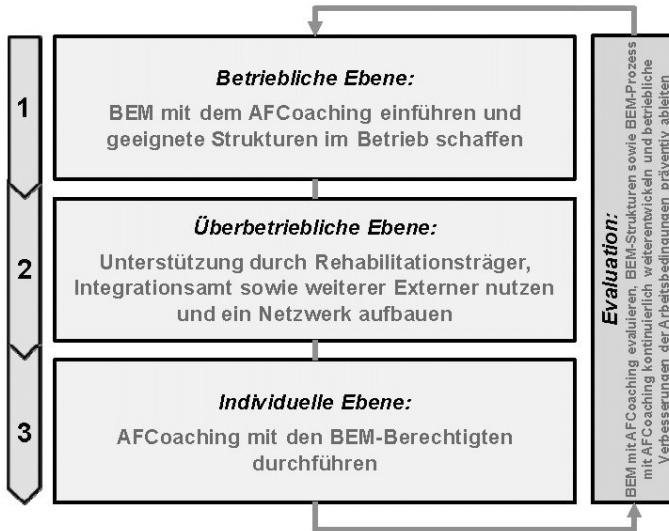 1
Betriebliche Ebene:
BEM mit dem AFCoaching einführen und
geeignete Strukturen im Betrieb schaffen
2
Überbetriebliche Ebene:
Unterstützung durch Rehabilitationsträger,
Integrationsamt sowie weiterer Externer nutzen
und ein Netzwerk aufbauen
3
Individuelle Ebene:
AFCoaching mit den BEM-Berechtigten
durchführen
Evaluation:
BEM mit AFCoaching evaluieren, BEM-Strukturen sowie BEM-Prozess
mit AFCoaching kontinuierlich weiterentwickeln und betriebliche
Verbesserungen der Arbeitsbedingungen präventiv ableiten